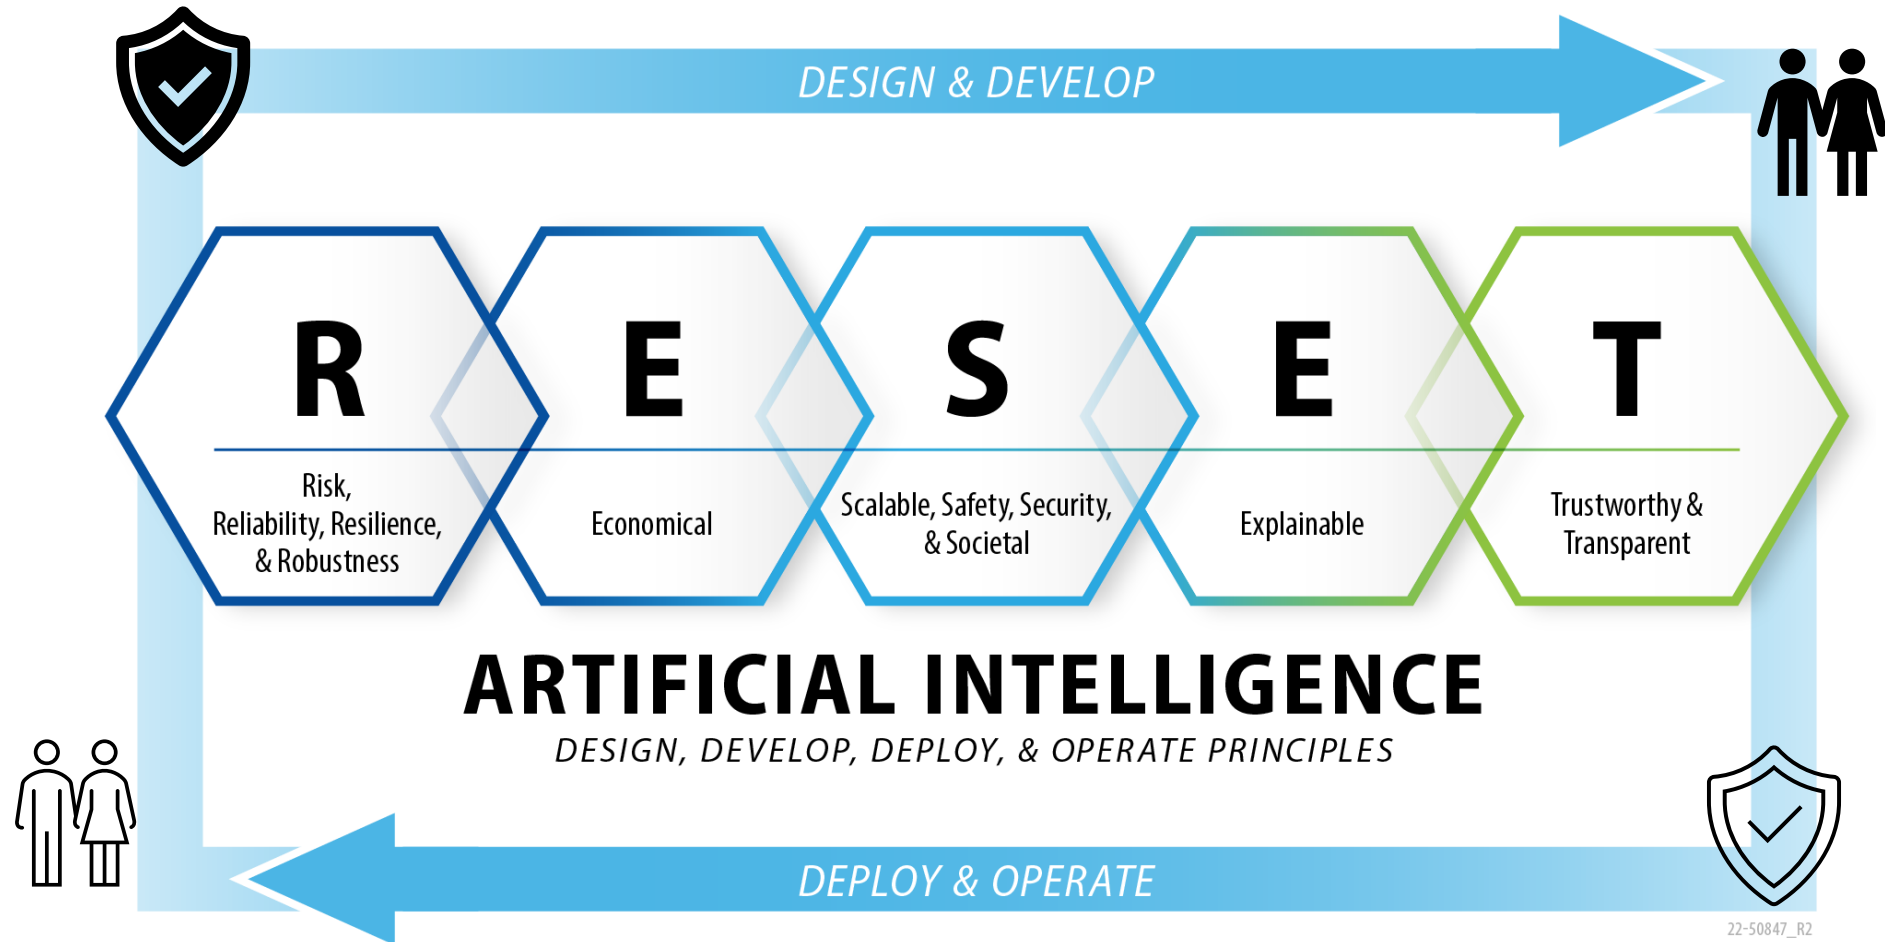 DESIGN & DEVELOP
R
E
S
E
T
Risk,
Reliability, Resilience,
& Robustness
Economical
Scalable, Safety, Security,
& Societal
Explainable
Trustworthy &
Transparent
ARTIFICIAL INTELLIGENCE
DESIGN, DEVELOP, DEPLOY, & OPERATE PRINCIPLES
DEPLOY & OPERATE
22-50847_R2